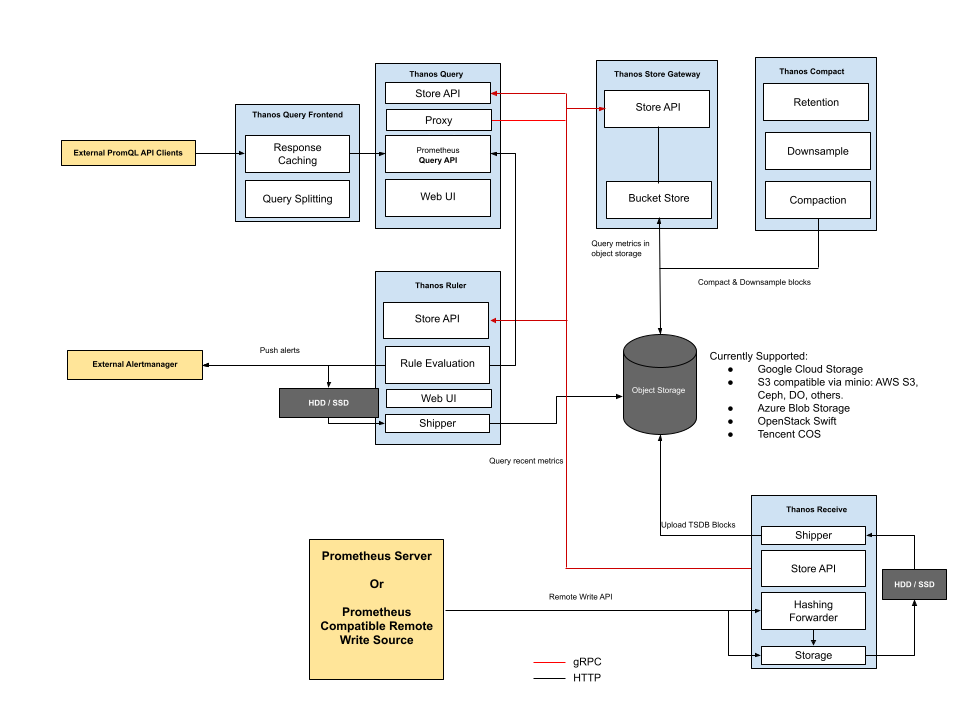 Thanos Query
Store API
Proxy
Prometheus
Query API
Web UI
Thanos Query Frontend
Response
Caching
Query Splitting
External PromQL API Clients
Thanos Store Gateway
Store API
Bucket Store
Thanos Compact
Retention
Downsample
Compaction
Query metrics in
object storage
Compact & Downsample blocks
Thanos Ruler
Store API
Rule Evaluation
Web UI
Shipper
Push alerts
External Alertmanager
HDD / SSD
Object Storage
Currently Supported:
● Google Cloud Storage
● S3 compatible via minio: AWS S3,
Ceph, DO, others.
● Azure Blob Storage
● OpenStack Swift
● Tencent COS
Query recent metrics
Upload TSDB Blocks
Thanos Receive
Shipper
Store API
Hashing
Forwarder
Storage
HDD / SSD
Prometheus Server
Or
Prometheus
Compatible Remote
Write Source
Remote Write API
gRPC
HTTP